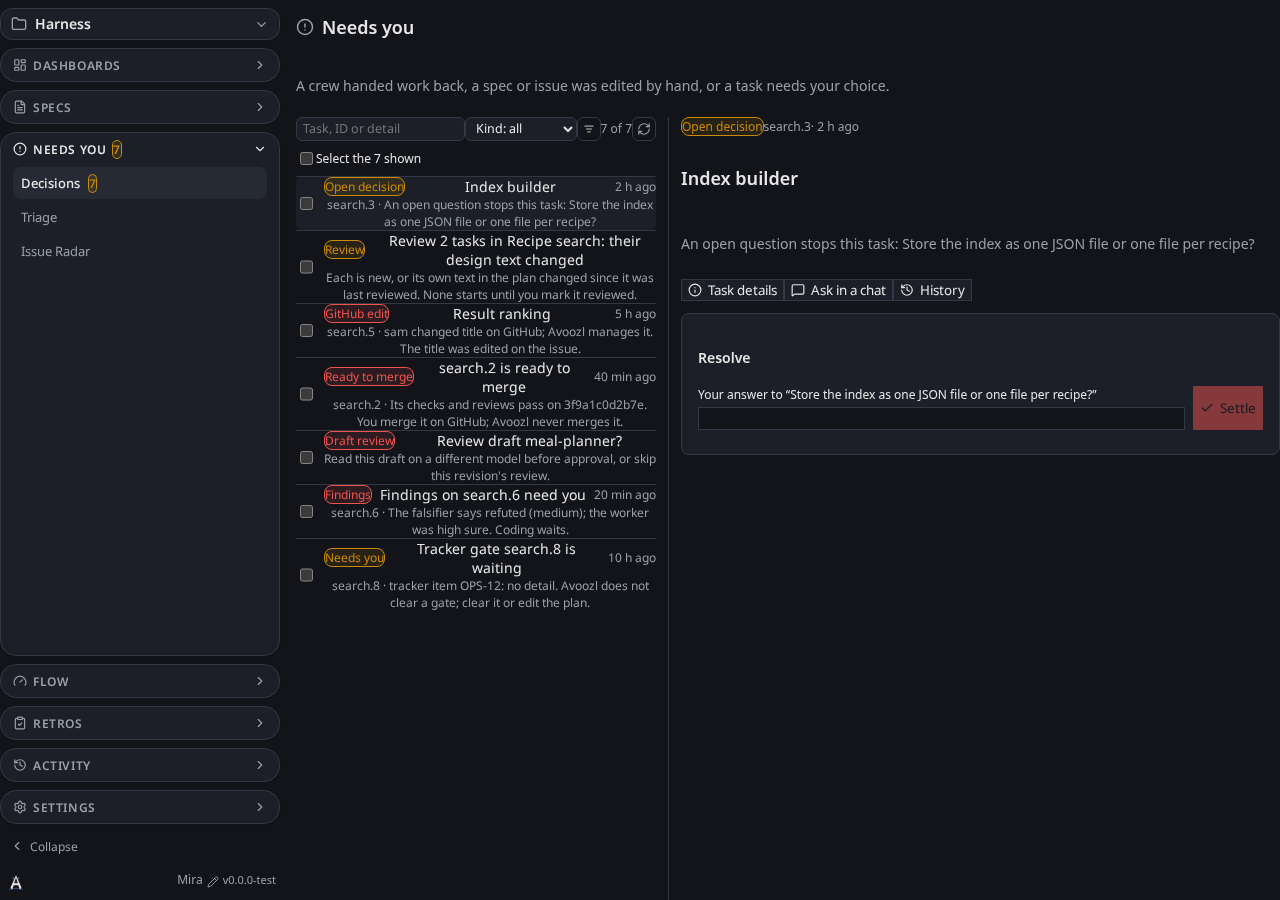 Harness
DASHBOARDS
SPECS
NEEDS YOU 7
Decisions 7
Triage
Issue Radar
FLOW
RETROS
ACTIVITY
SETTINGS
Collapse
A Mira v0.0.0-test
Needs you
A crew handed work back, a spec or issue was edited by hand, or a task needs your choice.
Task, ID or detail Kind: all 7 of 7
Select the 7 shown
Open decision Index builder 2 h ago
search.3 · An open question stops this task: Store the index
as one JSON file or one file per recipe?
Review Review 2 tasks in Recipe search: their
design text changed
Each is new, or its own text in the plan changed since it was
last reviewed. None starts until you mark it reviewed.
GitHub edit Result ranking 5 h ago
search.5 · sam changed title on GitHub; Avoozl manages it.
The title was edited on the issue.
Ready to merge search.2 is ready to
merge 40 min ago
search.2 · Its checks and reviews pass on 3f9a1c0d2b7e.
You merge it on GitHub; Avoozl never merges it.
Draft review Review draft meal-planner?
Read this draft on a different model before approval, or skip
this revision's review.
Findings Findings on search.6 need you 20 min ago
search.6 · The falsifier says refuted (medium); the worker
was high sure. Coding waits.
Needs you Tracker gate search.8 is
waiting 10 h ago
search.8 · tracker item OPS-12: no detail. Avoozl does not
clear a gate; clear it or edit the plan.
Open decision search.3 · 2 h ago
Index builder
An open question stops this task: Store the index as one JSON file or one file per recipe?
Task details Ask in a chat History
Resolve
Your answer to “Store the index as one JSON file or one file per recipe?”
Settle